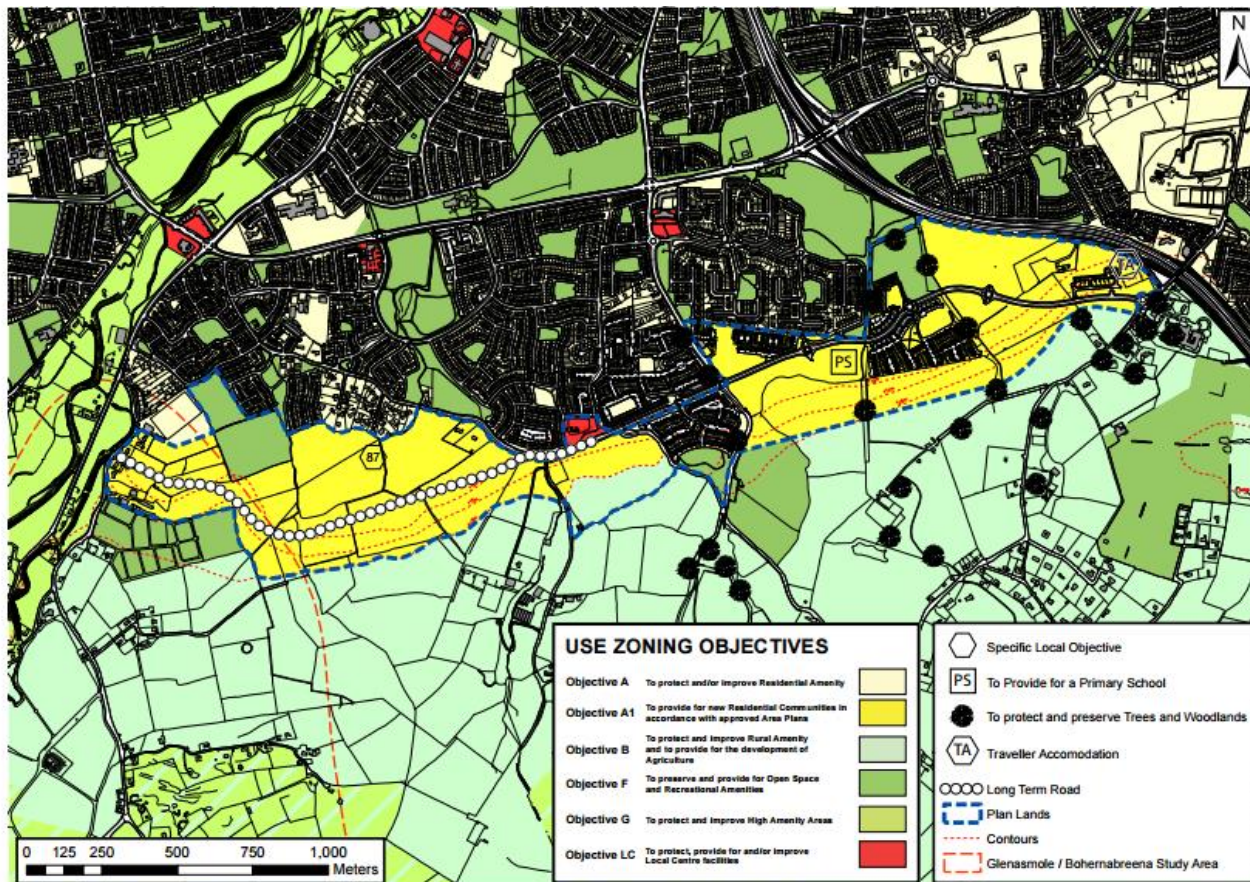 N
TA
PS
87
USE ZONING OBJECTIVES
Objective A To protect and/or improve Residential Amenity
Objective A1 To provide for new Residential Communities in
accordance with approved Area Plans
Objective B To protect and improve Rural Amenity
and to provide for the development of
Agriculture
Objective F To preserve and provide for Open Space
and Recreational Amenities
Objective G To protect and improve High Amenity Areas
Objective LC To protect, provide for and/or improve
Local Centre facilities
Specific Local Objective
PS To Provide for a Primary School
To protect and preserve Trees and Woodlands
TA Traveller Accomodation
Long Term Road
Plan Lands
Contours
Glenasmole / Bohernabreena Study Area
0 125 250 500 750 1,000
Meters